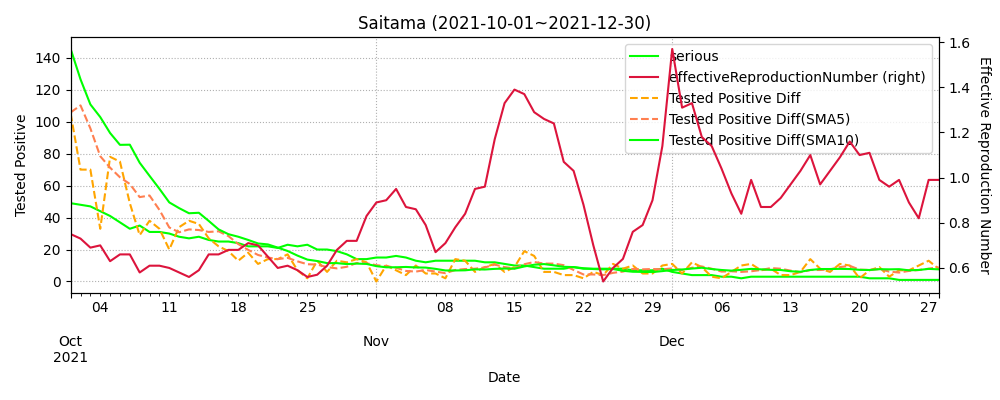 Saitama (2021-10-01~2021-12-30)
serious
effectiveReproductionNumber (right)
Tested Positive Diff
Tested Positive Diff(SMA5)
Tested Positive Diff(SMA10)
Tested Positive
140
120
100
80
60
40
20
0
1.6
1.4
1.2
1.0
0.8
0.6
Effective Reproduction Number
04 11 18 25 08 15 22 29 06 13 20 27
Oct Nov Dec
2021
Date